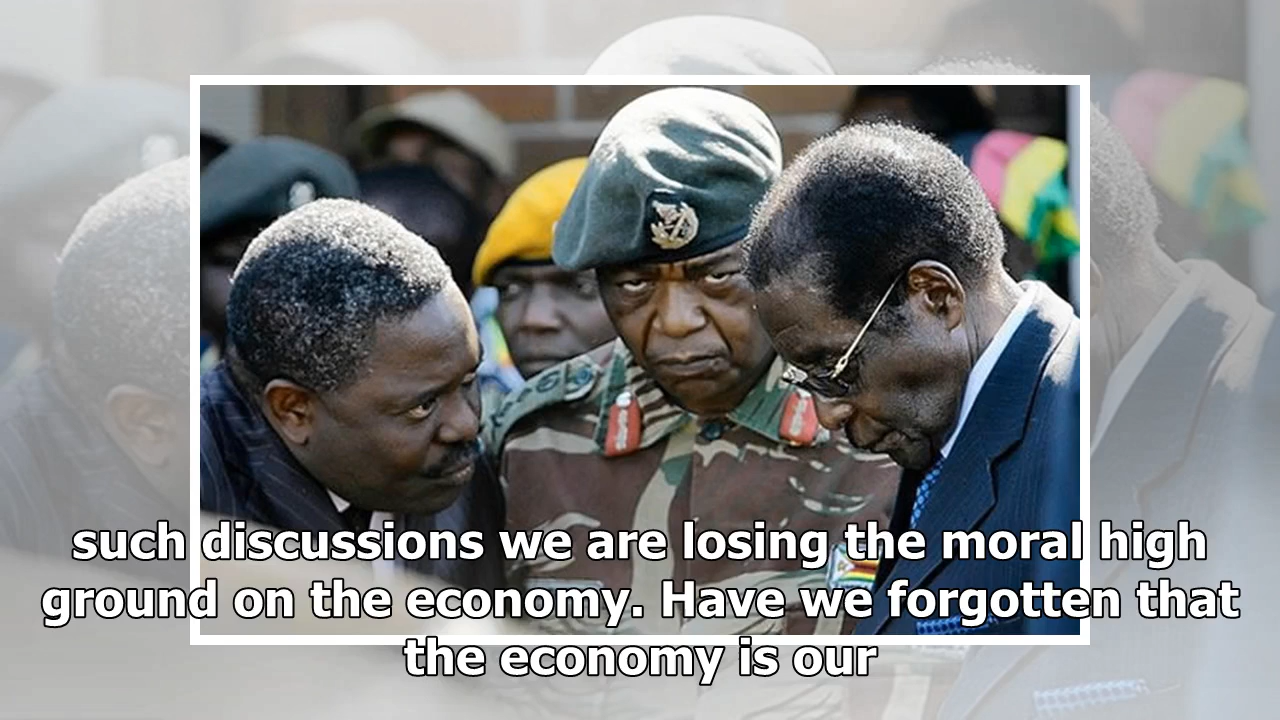 such discussions we are losing the moral high
ground on the economy. Have we forgotten that
the economy is our